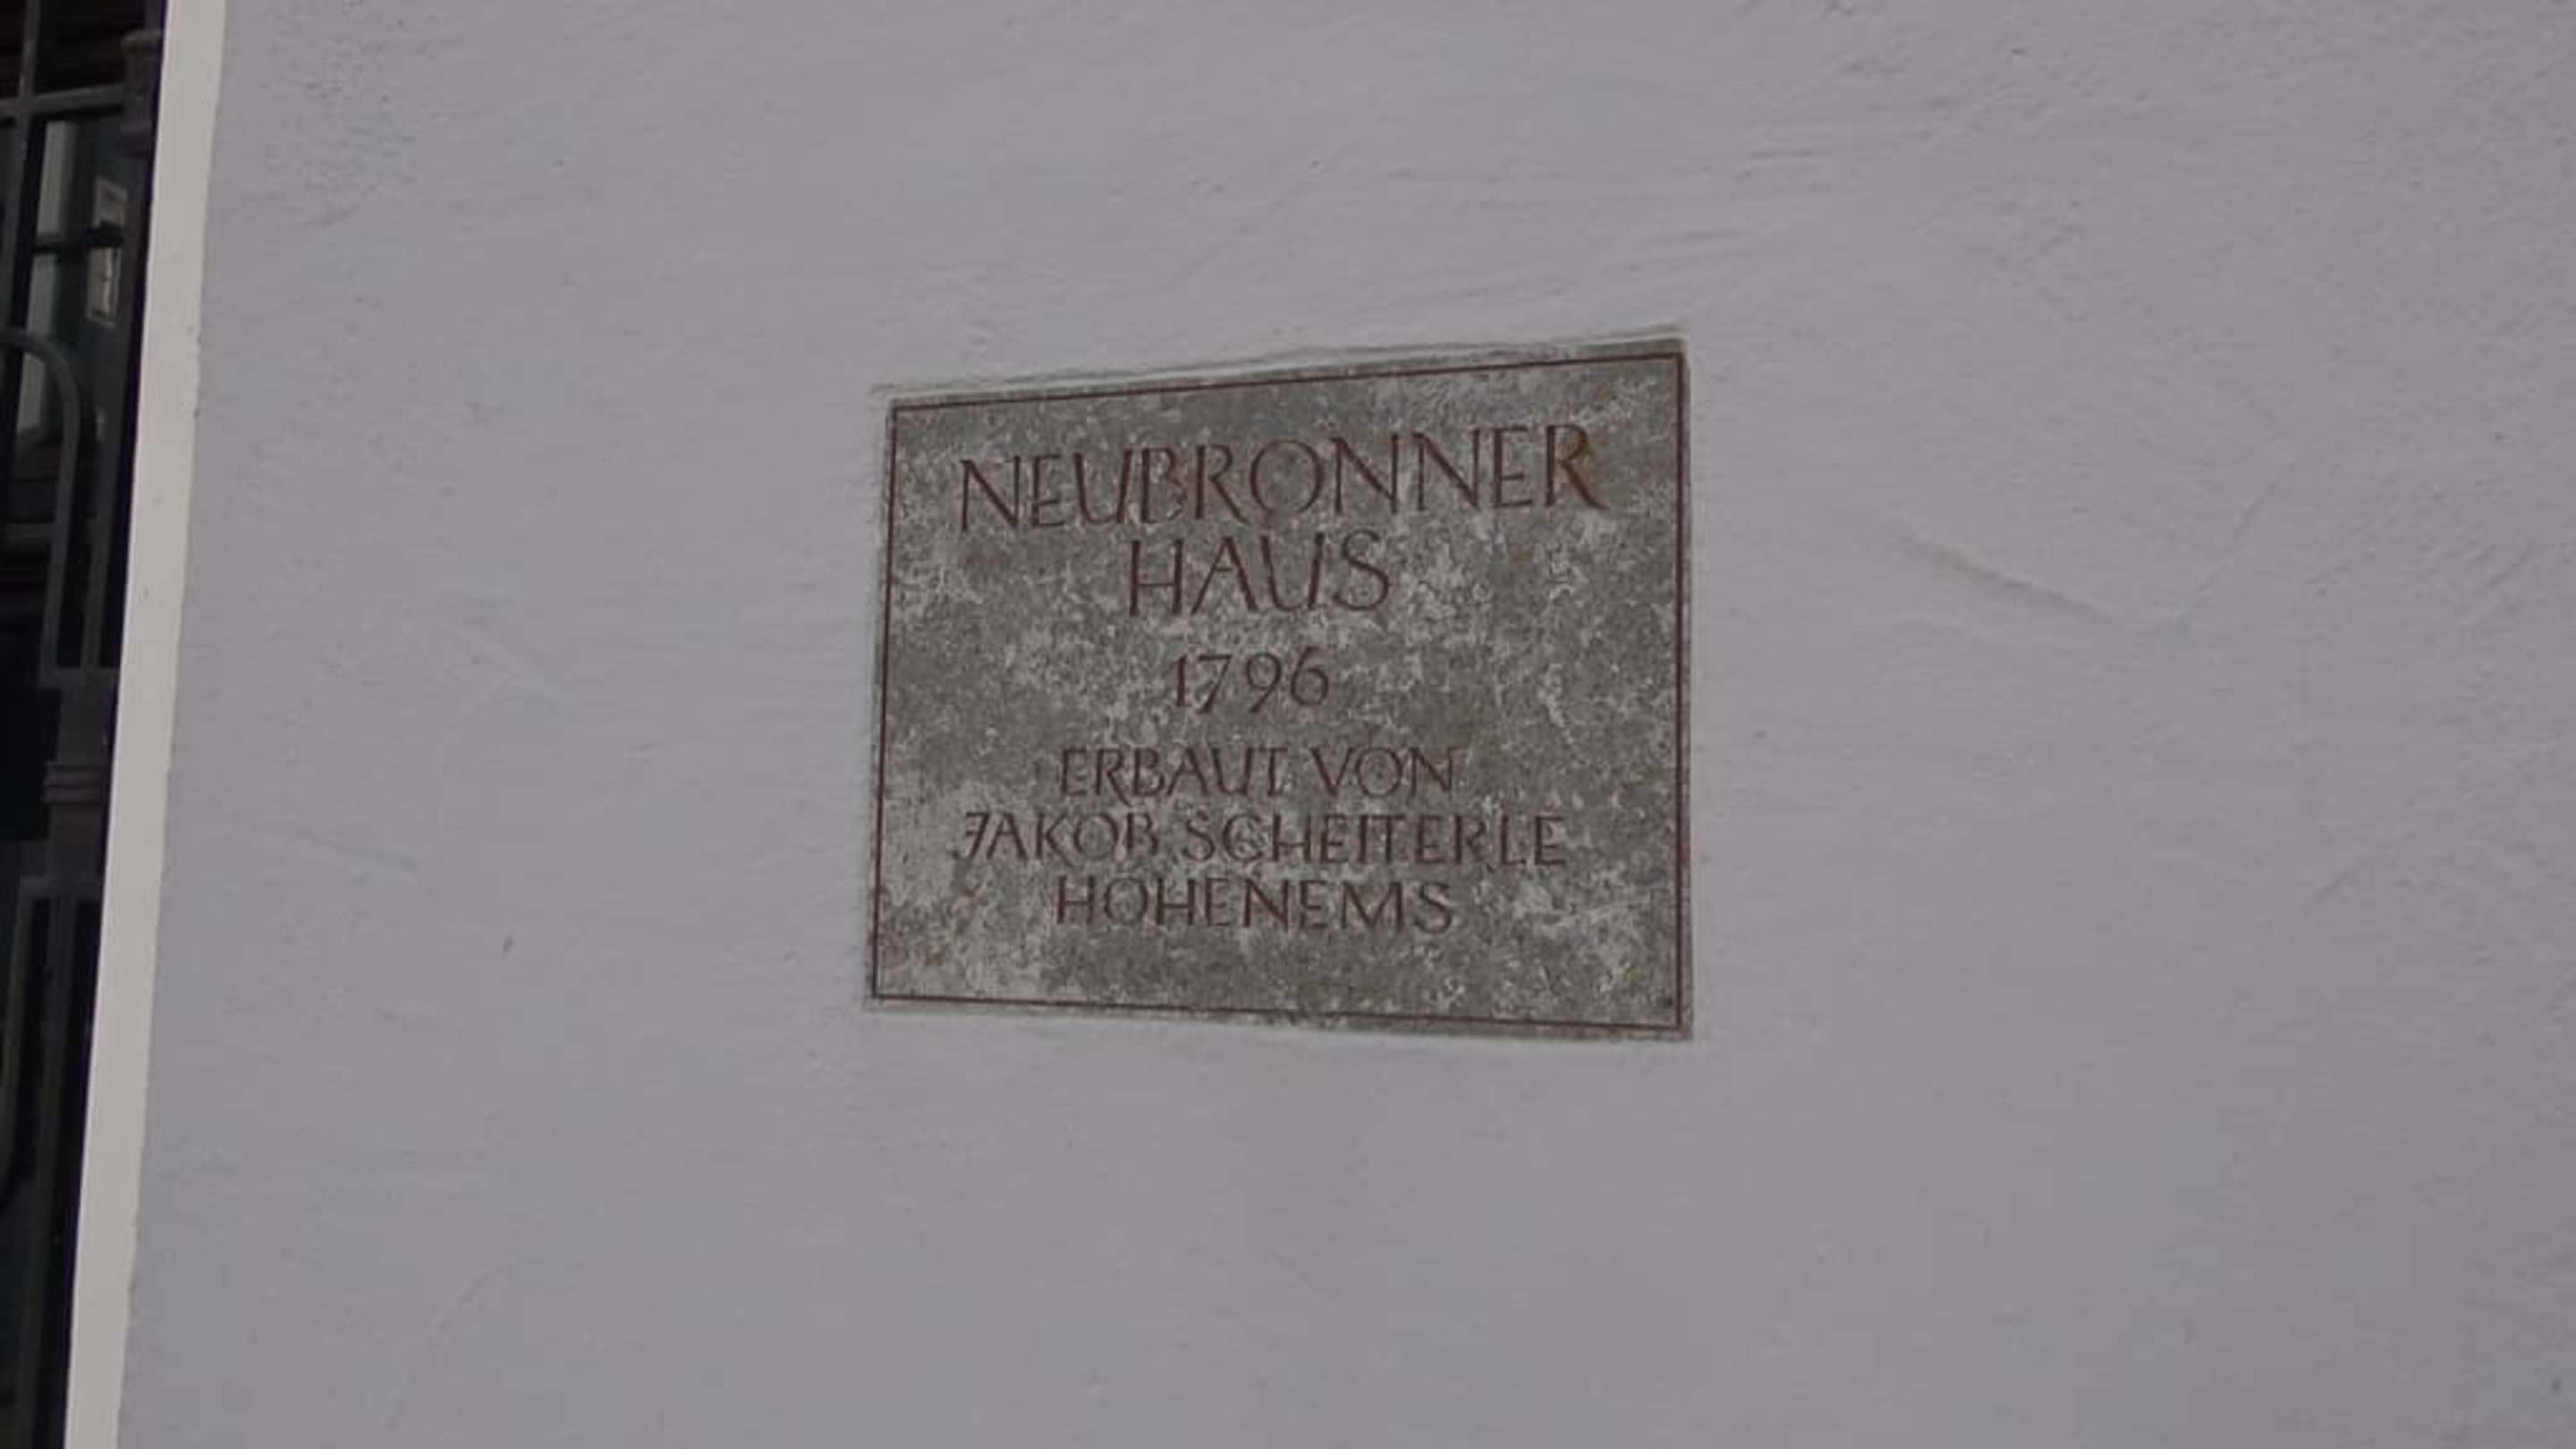 NEUBRONNER
HAUS
1796
ERBAUT VON
JAKOB SCHEITERLE
HOHENEMS